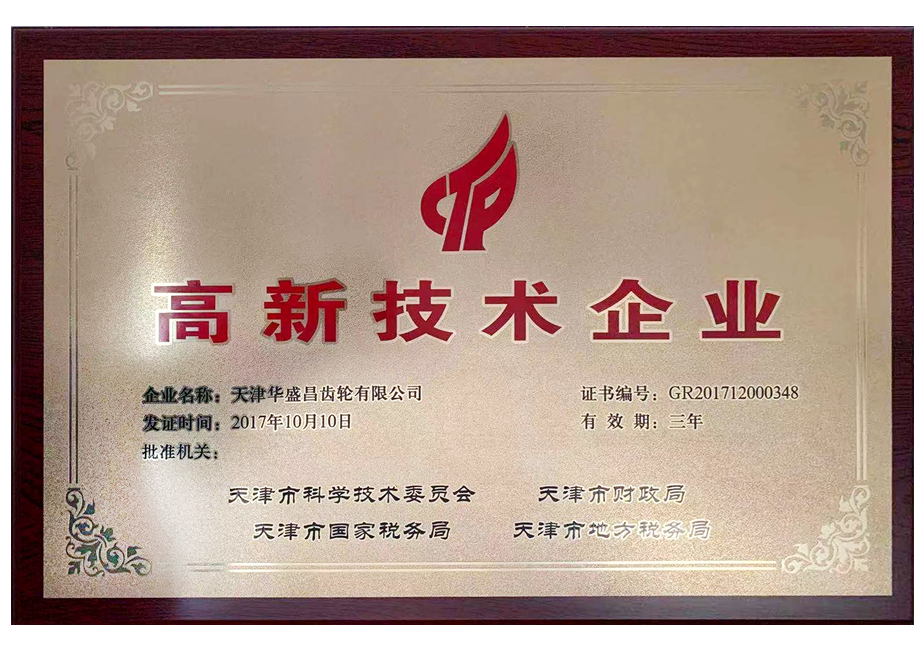 CTP
高新技术企业
企业名称：天津华盛昌齿轮有限公司 证书编号：GR201712000348
发证时间：2017年10月10日 有 效 期：三年
批准机关：
天津市科学技术委员会 天津市财政局
天津市国家税务局 天津市地方税务局